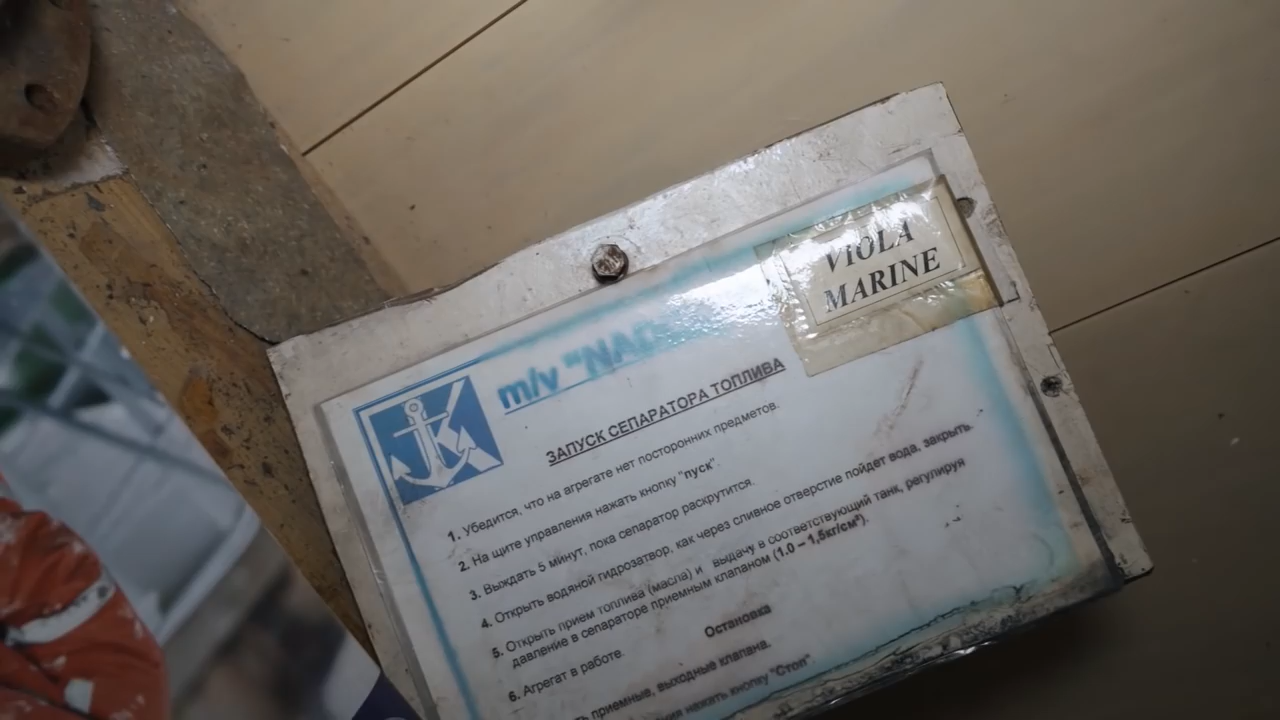 VIOLA
MARINE
m/v "NAD
ЗАПУСК СЕПАРАТОРА ТОПЛИВА
1. Убедится, что на агрегате нет посторонних предметов.
2. На щите управления нажать кнопку "пуск".
3. Выждать 5 минут, пока сепаратор раскрутится.
4. Открыть водяной гидрозатвор, как через сливное отверстие пойдет вода, закрыть.
5. Открыть прием топлива (масла) и выдачу в соответствующий танк, регулируя
давление в сепараторе приемным клапаном (1.0 – 1,5кг/см²).
6. Агрегат в работе.
Остановка
приемные, выходные клапана.
нажать кнопку "Стоп"